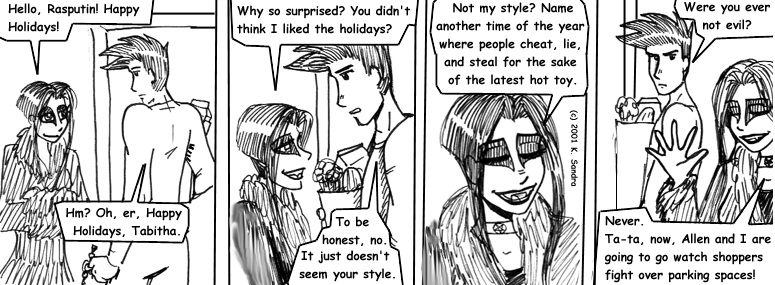 Hello, Rasputin! Happy
Holidays!
Hm? Oh, er, Happy
Holidays, Tabitha.
Why so surprised? You didn't
think I liked the holidays?
To be
honest, no.
It just doesn't
seem your style.
Not my style? Name
another time of the year
where people cheat, lie,
and steal for the sake
of the latest hot toy.
(c) 2001 K. Sandra
Were you ever
not evil?
Never.
Ta-ta, now, Allen and I are
going to go watch shoppers
fight over parking spaces!